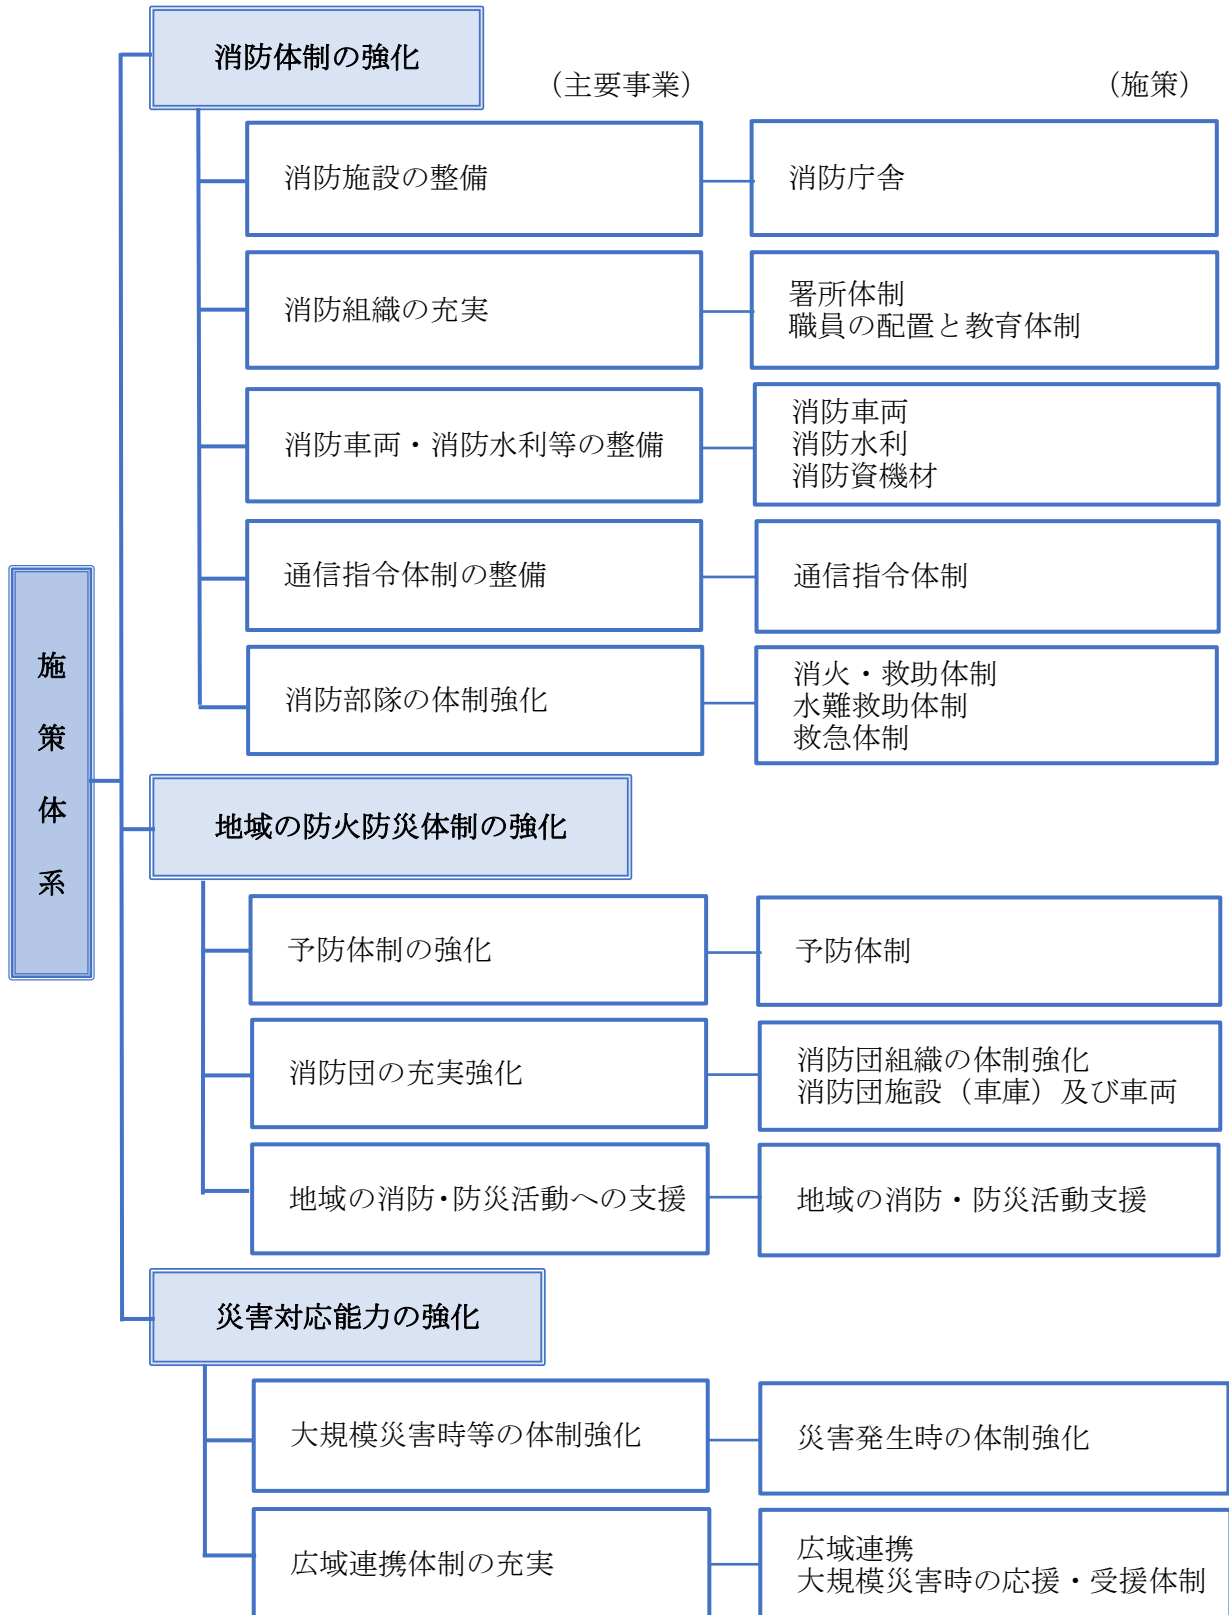 消防体制の強化
（主要事業）
（施策）
消防施設の整備
消防庁舎
消防組織の充実
署所体制
職員の配置と教育体制
消防車両・消防水利等の整備
消防車両
消防水利
消防資機材
通信指令体制の整備
通信指令体制
消防部隊の体制強化
消火・救助体制
水難救助体制
救急体制
施策体系
地域の防火防災体制の強化
予防体制の強化
予防体制
消防団の充実強化
消防団組織の体制強化
消防団施設（車庫）及び車両
地域の消防・防災活動への支援
地域の消防・防災活動支援
災害対応能力の強化
大規模災害時等の体制強化
災害発生時の体制強化
広域連携体制の充実
広域連携
大規模災害時の応援・受援体制